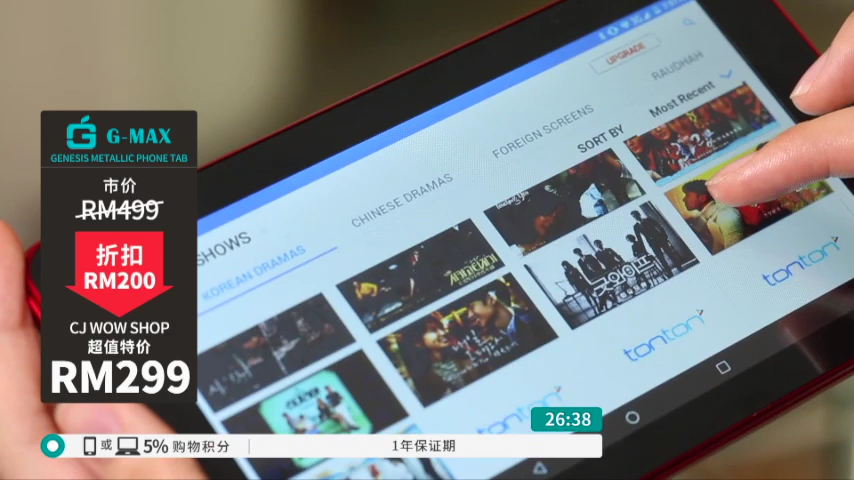 G-MAX
GENESIS METALLIC PHONE TAB
市价
RM499
折扣
RM200
CJ WOW SHOP
超值特价
RM299
UPGRADE
RAUDHAH
FOREIGN SCREENS
CHINESE DRAMAS
KOREAN DRAMAS
SHOWS
SORT BY
Most Recent
tonton
tonton
tonton
26:38
或
5% 购物积分
1年保证期